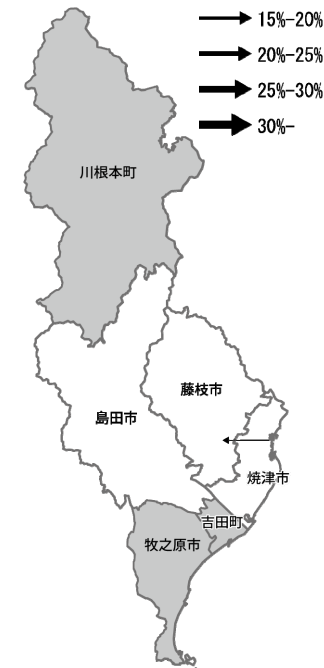 15%-20%
20%-25%
25%-30%
30%-
川根本町
藤枝市
島田市
焼津市
吉田町
牧之原市